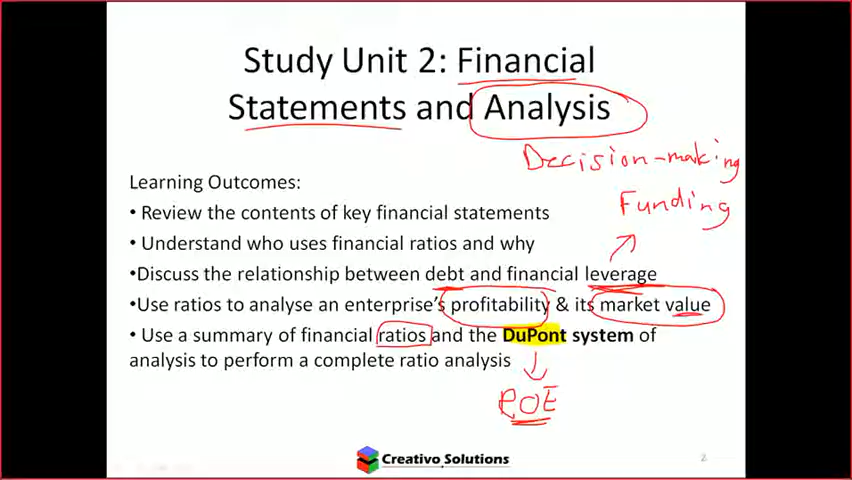 Study Unit 2: Financial
Statements and Analysis
Decision-making
Learning Outcomes:
Funding
• Review the contents of key financial statements
• Understand who uses financial ratios and why
•Discuss the relationship between debt and financial leverage
•Use ratios to analyse an enterprise's profitability & its market value
• Use a summary of financial ratios and the DuPont system of
analysis to perform a complete ratio analysis
ROE
Creativo Solutions
2